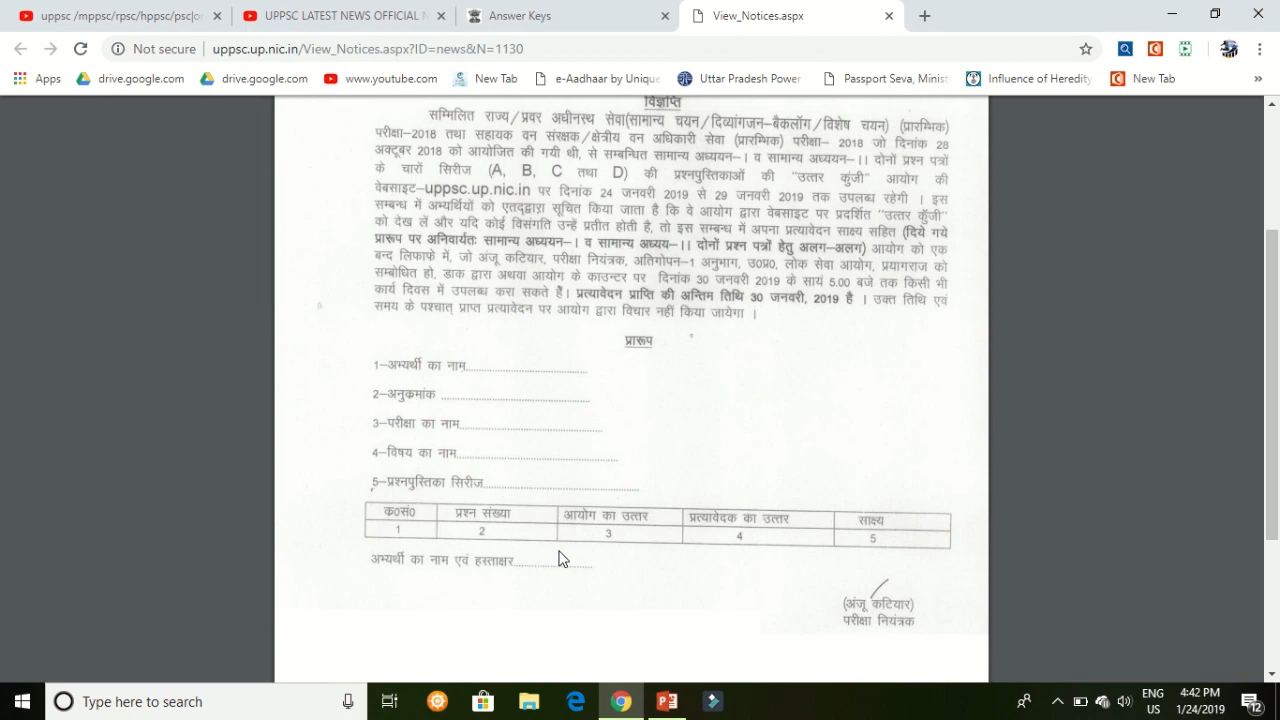 uppsc /mpsc/rpsc/hppsc/psc|or
UPPSC LATEST NEWS OFFICIAL N
Answer Keys
View_Notices.aspx
Not secure | uppsc.up.nic.in/View_Notices.aspx?ID=news&N=1130
Apps drive.google.com drive.google.com www.youtube.com New Tab e-Aadhaar by Unique Uttar Pradesh Power Passport Seva, Minist Influence of Heredity New Tab »
विज्ञप्ति
सम्मिलित राज्य/प्रवर अधीनस्थ सेवा(सामान्य चयन/दिव्यांगजन–बैकलॉग/विशेष चयन) (प्रारम्भिक)
परीक्षा–2018 तथा सहायक वन संरक्षक/क्षेत्रीय वन अधिकारी सेवा (प्रारम्भिक) परीक्षा– 2018 जो दिनांक 28
अक्टूबर 2018 को आयोजित की गयी थी, से सम्बन्धित सामान्य अध्ययन–I व सामान्य अध्ययन–II दोनों प्रश्न पत्रों
के चारों सिरीज (A, B, C तथा D) की प्रश्नपुस्तिकाओं की "उत्तर कुंजी" आयोग की
वेबसाइट–uppsc.up.nic.in पर दिनांक 24 जनवरी 2019 से 29 जनवरी 2019 तक उपलब्ध रहेगी । इस
सम्बन्ध में अभ्यर्थियों को एतद्द्वारा सूचित किया जाता है कि वे आयोग द्वारा वेबसाइट पर प्रदर्शित "उत्तर कुंजी"
को देख लें और यदि कोई विसंगति उन्हें प्रतीत होती है, तो इस सम्बन्ध में अपना प्रत्यावेदन साक्ष्य सहित (दिये गये
प्रारूप पर अनिवार्यतः सामान्य अध्ययन–I व सामान्य अध्यय–II दोनों प्रश्न पत्रों हेतु अलग–अलग) आयोग को एक
बन्द लिफाफे में, जो अंजू कटियार, परीक्षा नियंत्रक, अतिगोपन–1 अनुभाग, उ0प्र0, लोक सेवा आयोग, प्रयागराज को
सम्बोधित हो, डाक द्वारा अथवा आयोग के काउन्टर पर दिनांक 30 जनवरी 2019 के सायं 5.00 बजे तक किसी भी
कार्य दिवस में उपलब्ध करा सकते हैं। प्रत्यावेदन प्राप्ति की अन्तिम तिथि 30 जनवरी, 2019 है । उक्त तिथि एवं
समय के पश्चात् प्राप्त प्रत्यावेदन पर आयोग द्वारा विचार नहीं किया जायेगा ।
प्रारूप
1–अभ्यर्थी का नाम..............................
2–अनुक्रमांक ....................................
3–परीक्षा का नाम...................................
4–विषय का नाम.......................................
5–प्रश्नपुस्तिका सिरीज.....................................
क0सं0 प्रश्न संख्या आयोग का उत्तर प्रत्यावेदक का उत्तर साक्ष्य
1 2 3 4 5
अभ्यर्थी का नाम एवं हस्ताक्षर...................
(अंजू कटियार)
परीक्षा नियंत्रक
Type here to search
ENG 4:42 PM
US 1/24/2019 12